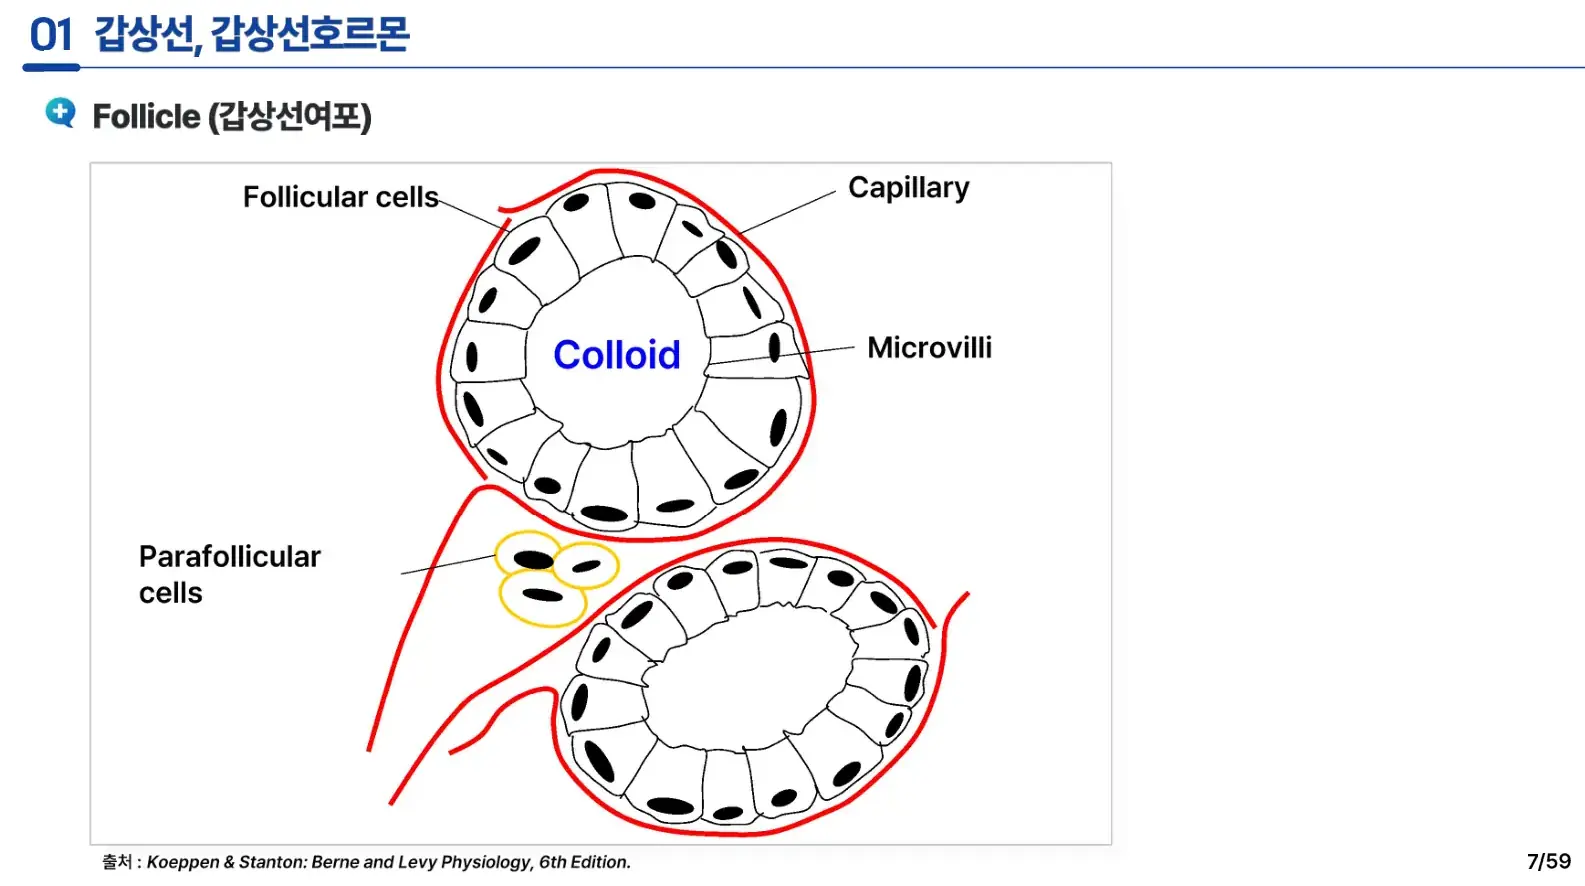 01 갑상선, 갑상선호르몬
Follicle (갑상선여포)
Follicular cells
Capillary
Colloid
Microvilli
Parafollicular
cells
출처 : Koeppen & Stanton: Berne and Levy Physiology, 6th Edition.
7/59